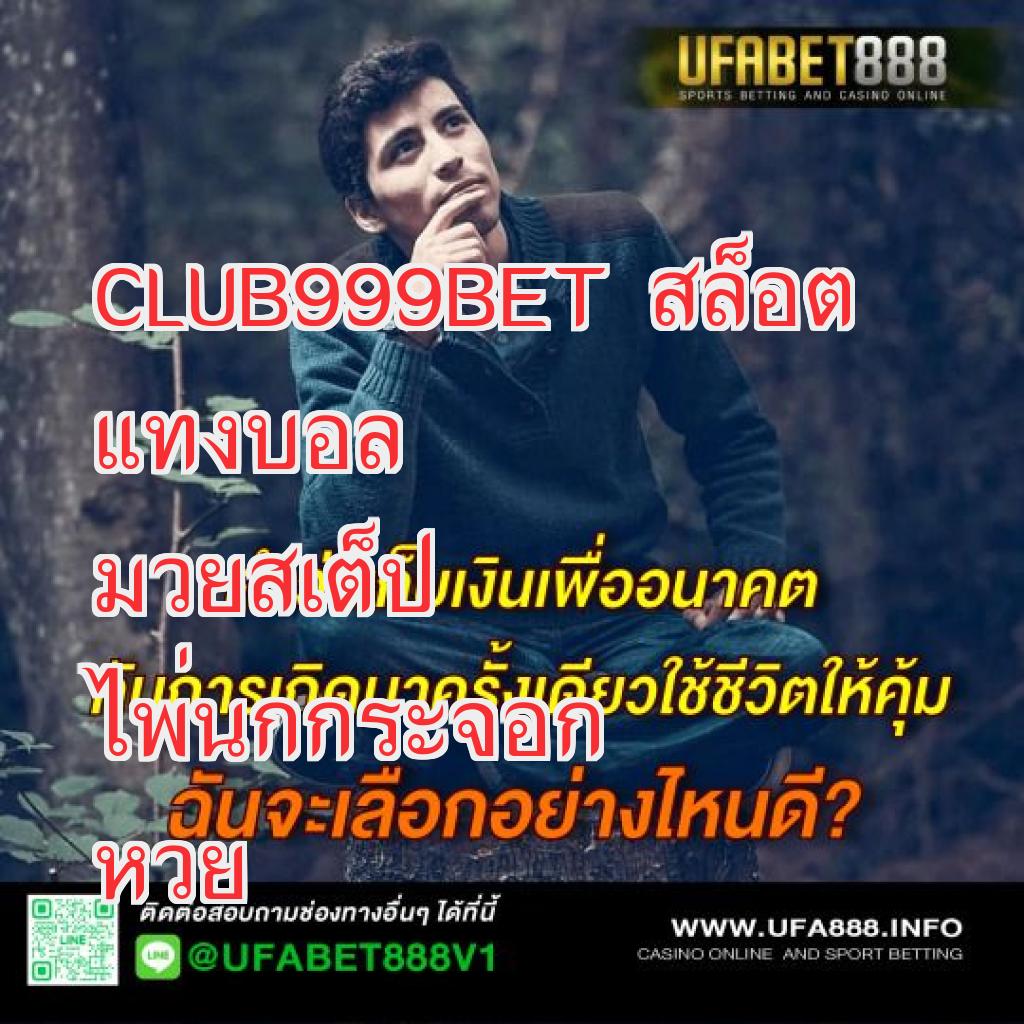 UFABET888
SPORTS BETTING AND CASINO ONLINE
CLUB999BET สล็อต
แทงบอล
มวยสเต็ป
เงินเพื่ออนาคต
ไพ่นกกระจอก
ใช้ชีวิตให้คุ้ม
ฉันจะเลือกอย่างไหนดี?
หวย
ติดต่อสอบถามช่องทางอื่นๆ ได้ที่นี่
LINE
LINE
@UFABET888V1
WWW.UFA888.INFO
CASINO ONLINE AND SPORT BETTING